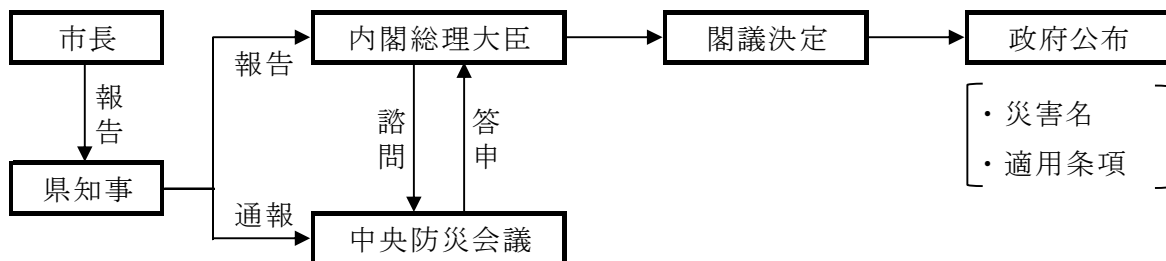 市長
内閣総理大臣
閣議決定
政府公布
報告
報告
諮問
答申
・災害名
・適用条項
県知事
通報
中央防災会議